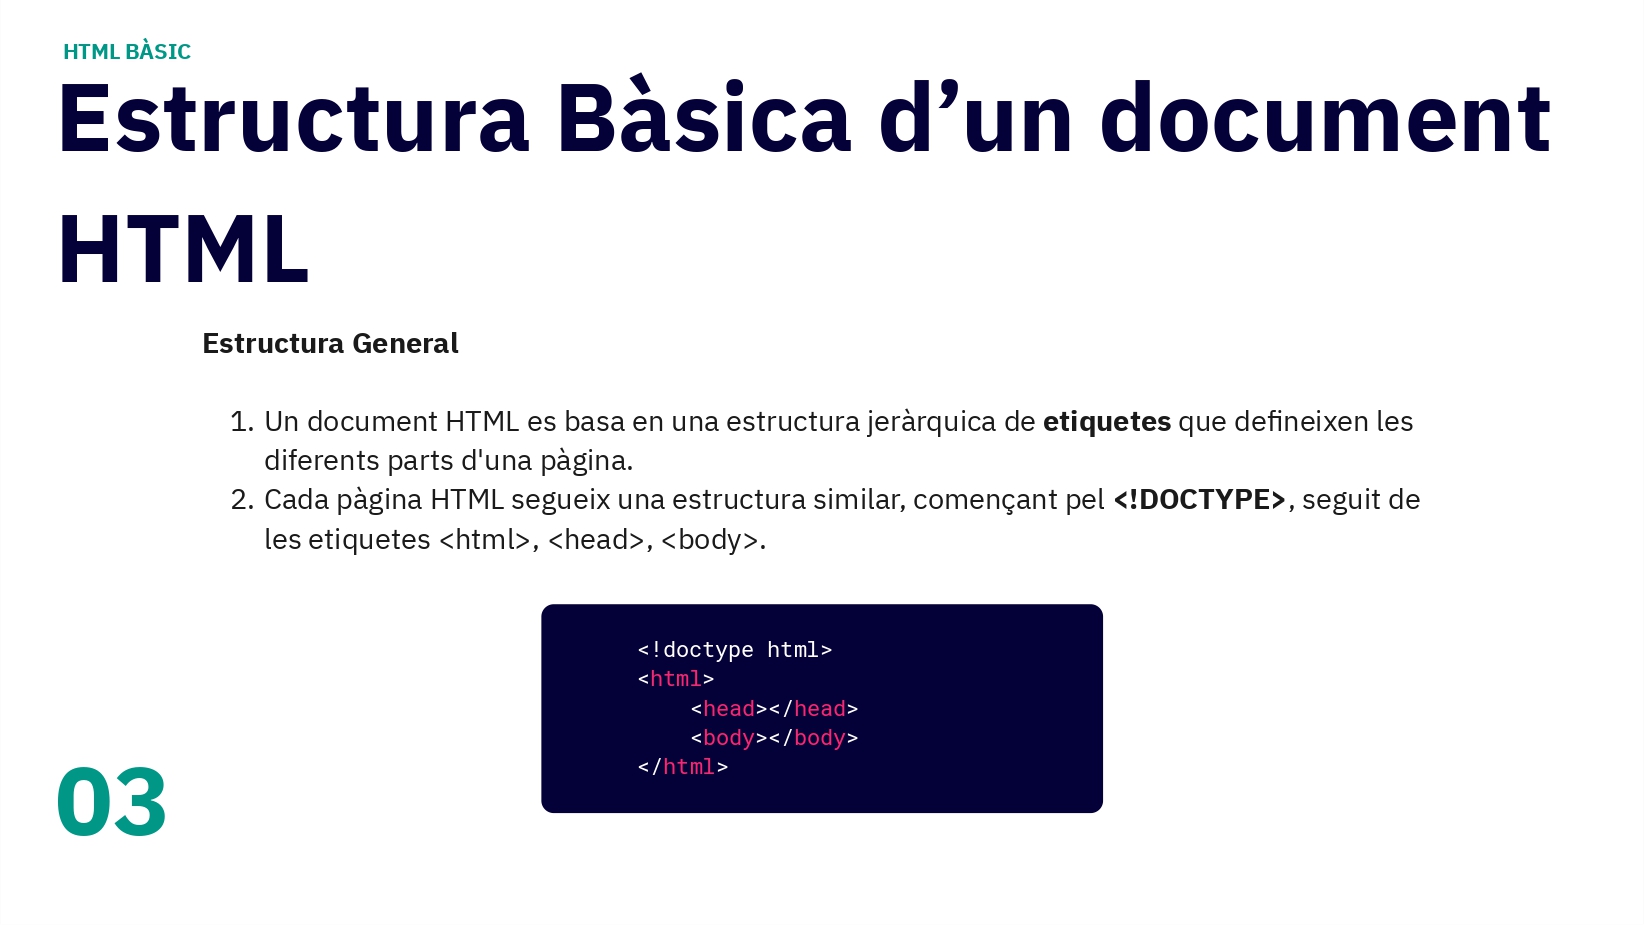 HTML BÀSIC
Estructura Bàsica d’un document
HTML
Estructura General
1. Un document HTML es basa en una estructura jeràrquica de etiquetes que defineixen les
diferents parts d'una pàgina.
2. Cada pàgina HTML segueix una estructura similar, començant pel <!DOCTYPE>, seguit de
les etiquetes <html>, <head>, <body>.
<!doctype html>
<html>
    <head></head>
    <body></body>
</html>
03